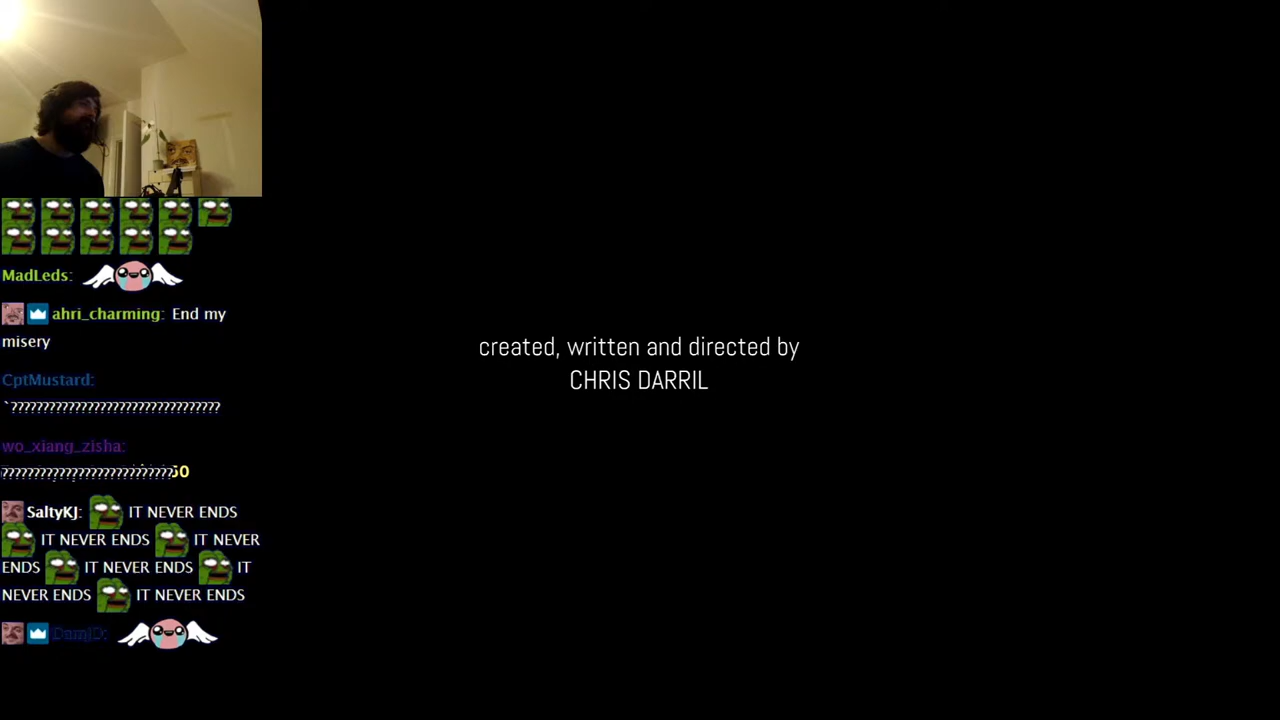 MadLeds:
ahri_charming: End my
misery
CptMustard:
`?????????????????????????????????
wo_xiang_zisha:
???????????????????????????50
SaltyKJ: IT NEVER ENDS
IT NEVER ENDS IT NEVER
ENDS IT NEVER ENDS IT
NEVER ENDS IT NEVER ENDS
DamjD:
created, written and directed by
CHRIS DARRIL